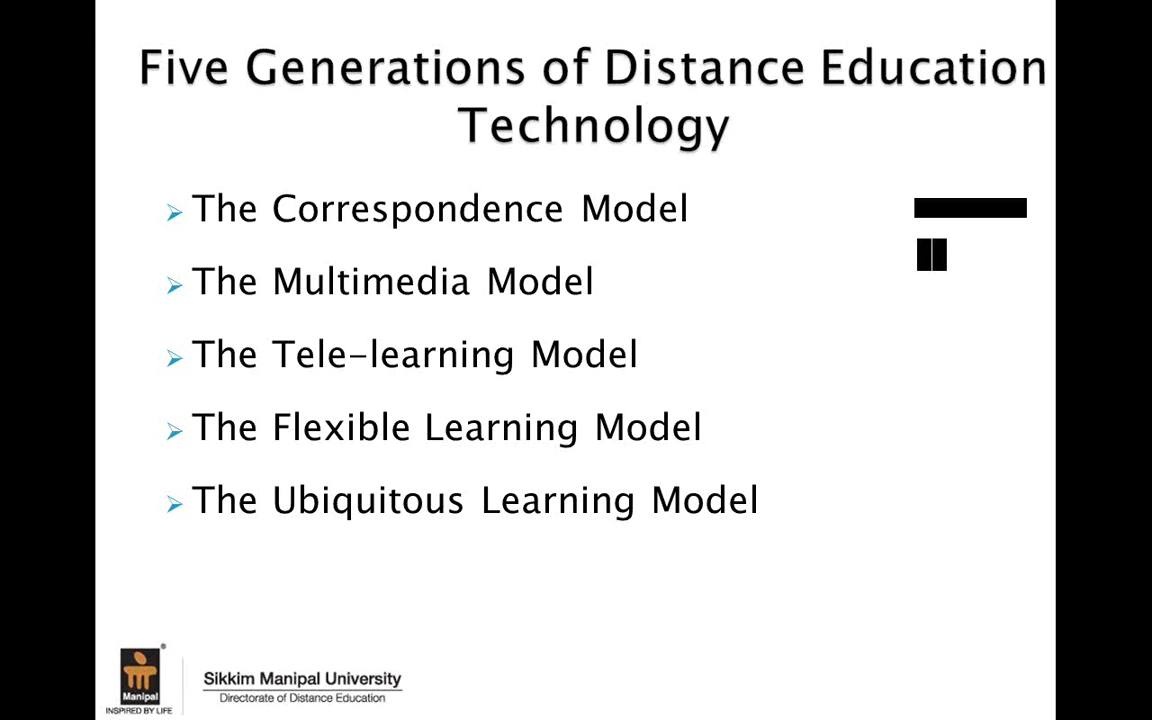 Five Generations of Distance Education
Technology
The Correspondence Model
The Multimedia Model
The Tele-learning Model
The Flexible Learning Model
The Ubiquitous Learning Model
Manipal
INSPIRED BY LIFE
Sikkim Manipal University
Directorate of Distance Education